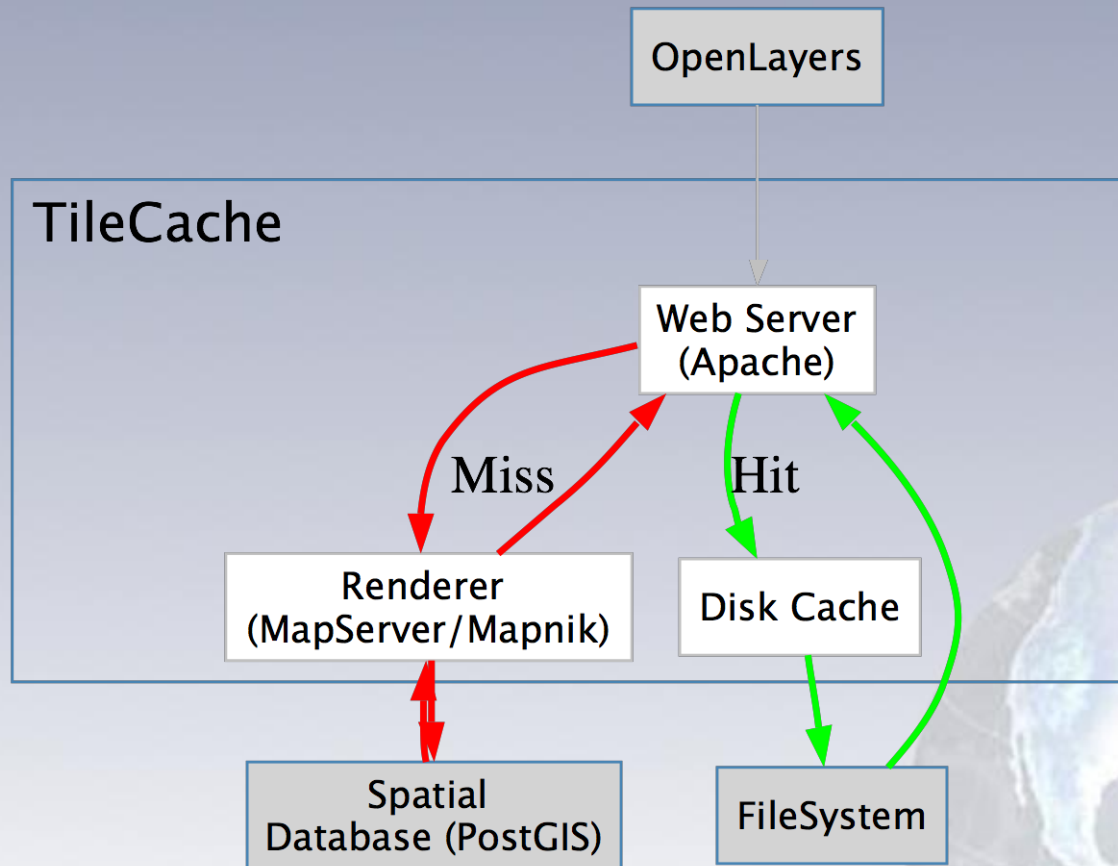 OpenLayers
TileCache
Web Server
(Apache)
Miss
Hit
Renderer
(MapServer/Mapnik)
Disk Cache
Spatial
Database (PostGIS)
FileSystem